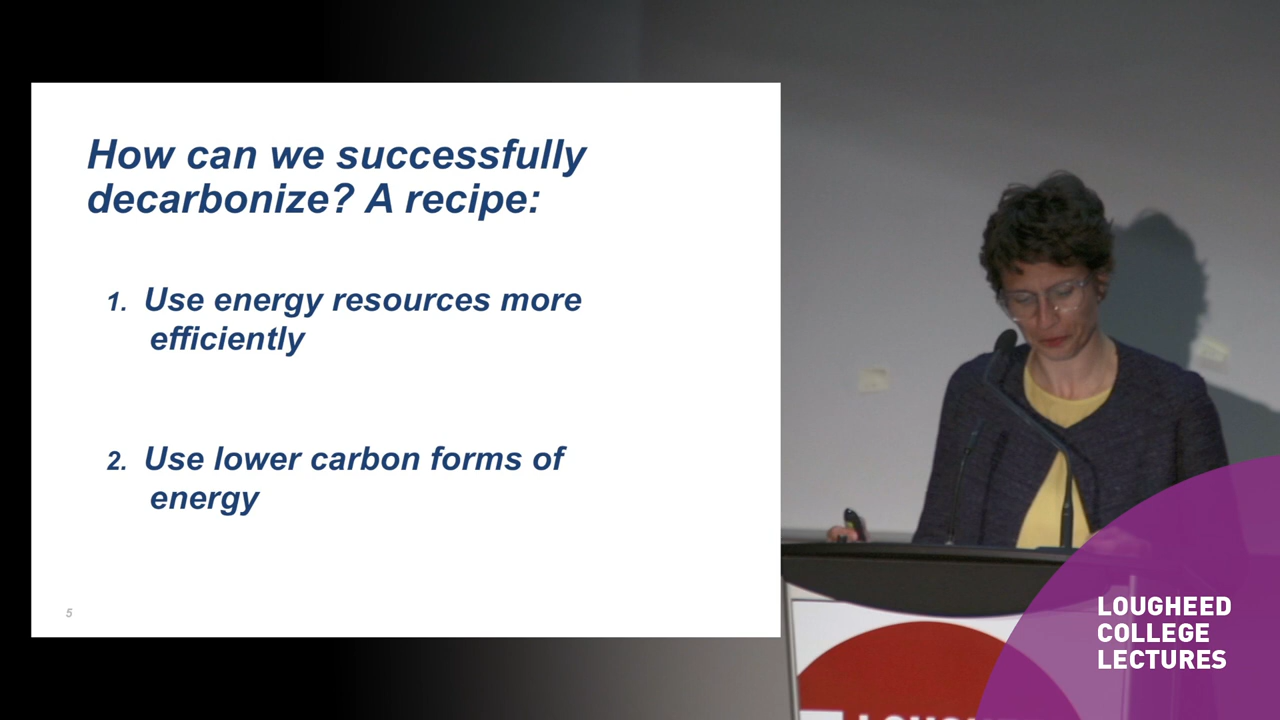 How can we successfully
decarbonize? A recipe:
1. Use energy resources more
efficiently
2. Use lower carbon forms of
energy
5
LOUGHEED
COLLEGE
LECTURES